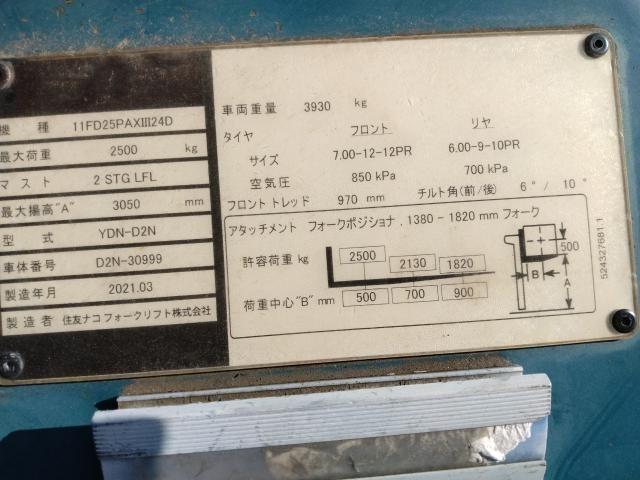 機種 11FD25PAXIII24D
最大荷重 2500 kg
マスト 2 STG LFL
最大揚高"A" 3050 mm
型式 YDN-D2N
車体番号 D2N-30999
製造年月 2021.03
製造者 住友ナコフォークリフト株式会社
車両重量 3930 kg
タイヤ フロント リヤ
サイズ 7.00-12-12PR 6.00-9-10PR
空気圧 850 kPa 700 kPa
フロントトレッド 970 mm チルト角(前/後) 6°/ 10°
アタッチメント フォークポジショナ,1380-1820 mm フォーク
許容荷重 kg 2500 2130 1820
荷重中心"B" mm 500 700 900
500
B
A
524327681.1